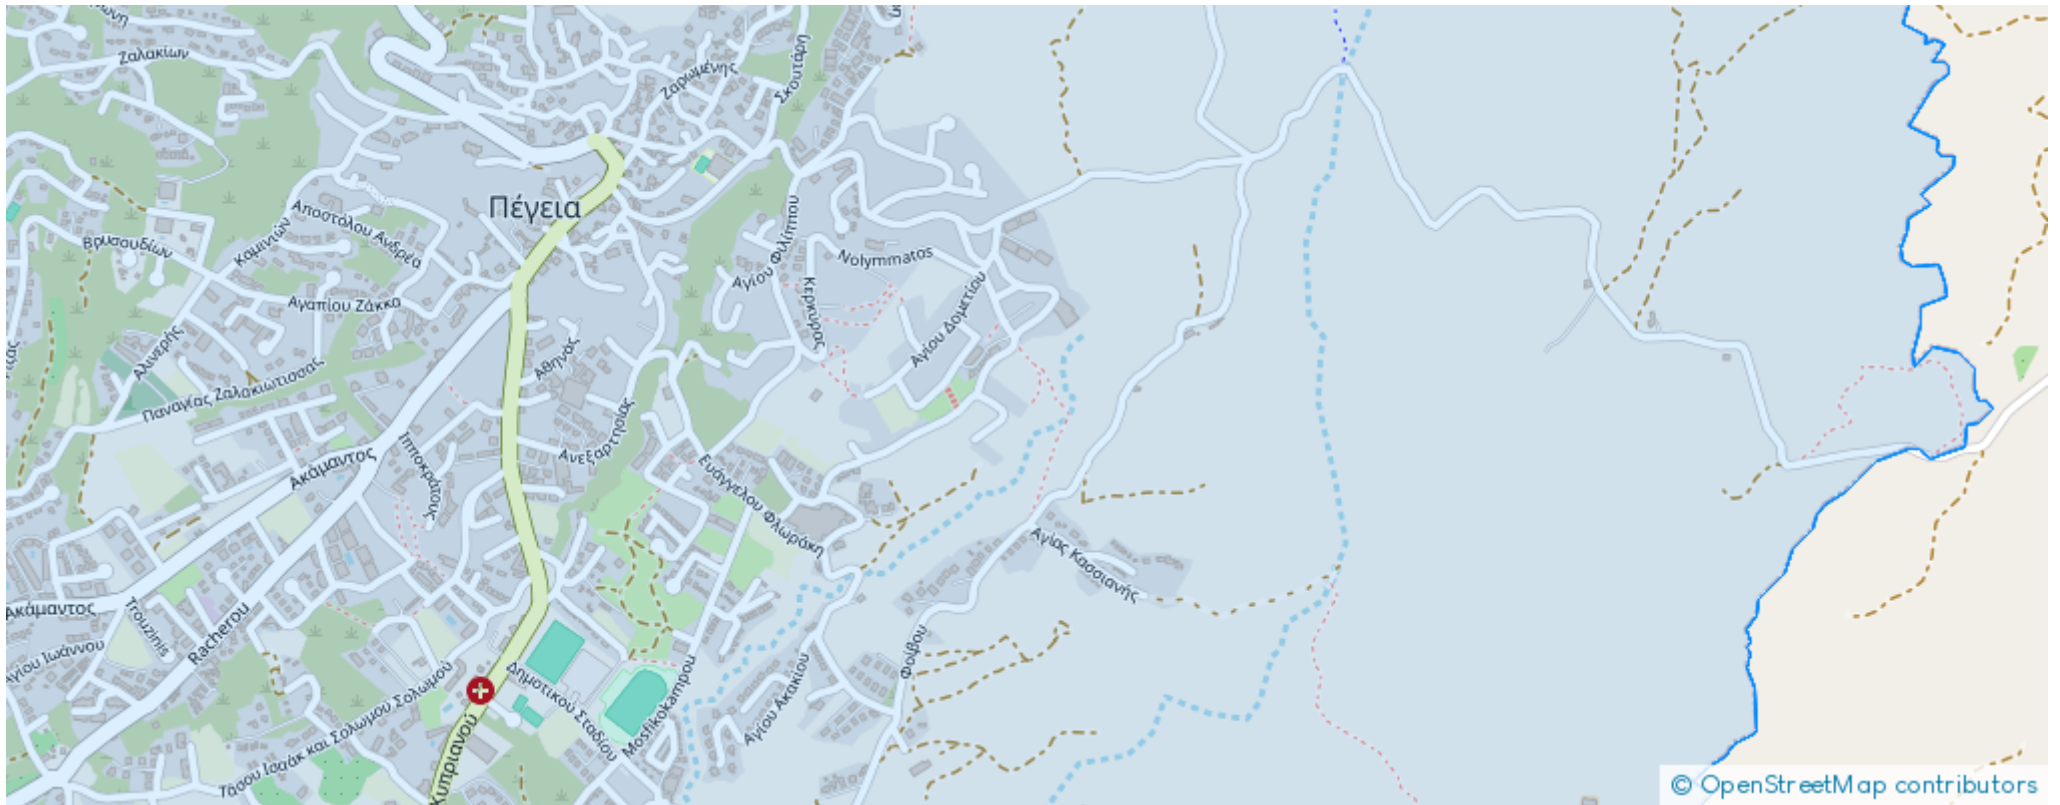 Ζαλακίων
Ζαρωμένης
Σκουτάρη
Πέγεια
Αποστόλου Ανδρέα
Καμινιών
Βρυσουδίων
Αγίου Φιλίππου
Nolymmatos
Κερκύρας
Αγαπίου Ζάκκα
Αγίου Δομετίου
Αλινερής
Αθηνάς
Παναγίας Ζαλακιωτισσας
Ανεξαρτησίας
Ιπποκράτους
Ακάμαντος
Ευάγγελου Φλωράκη
Αγίας Κασσιανής
Ακάμαντος
Trouzinis
Racherou
Αγίου Ιωάννου
Φοίβου
Δημοτικού Σταδίου
Mosfikokampou
Αγίου Ακακίου
Τάσου Ισαάκ και Σολωμού Σολωμού
Κυπριανού
© OpenStreetMap contributors